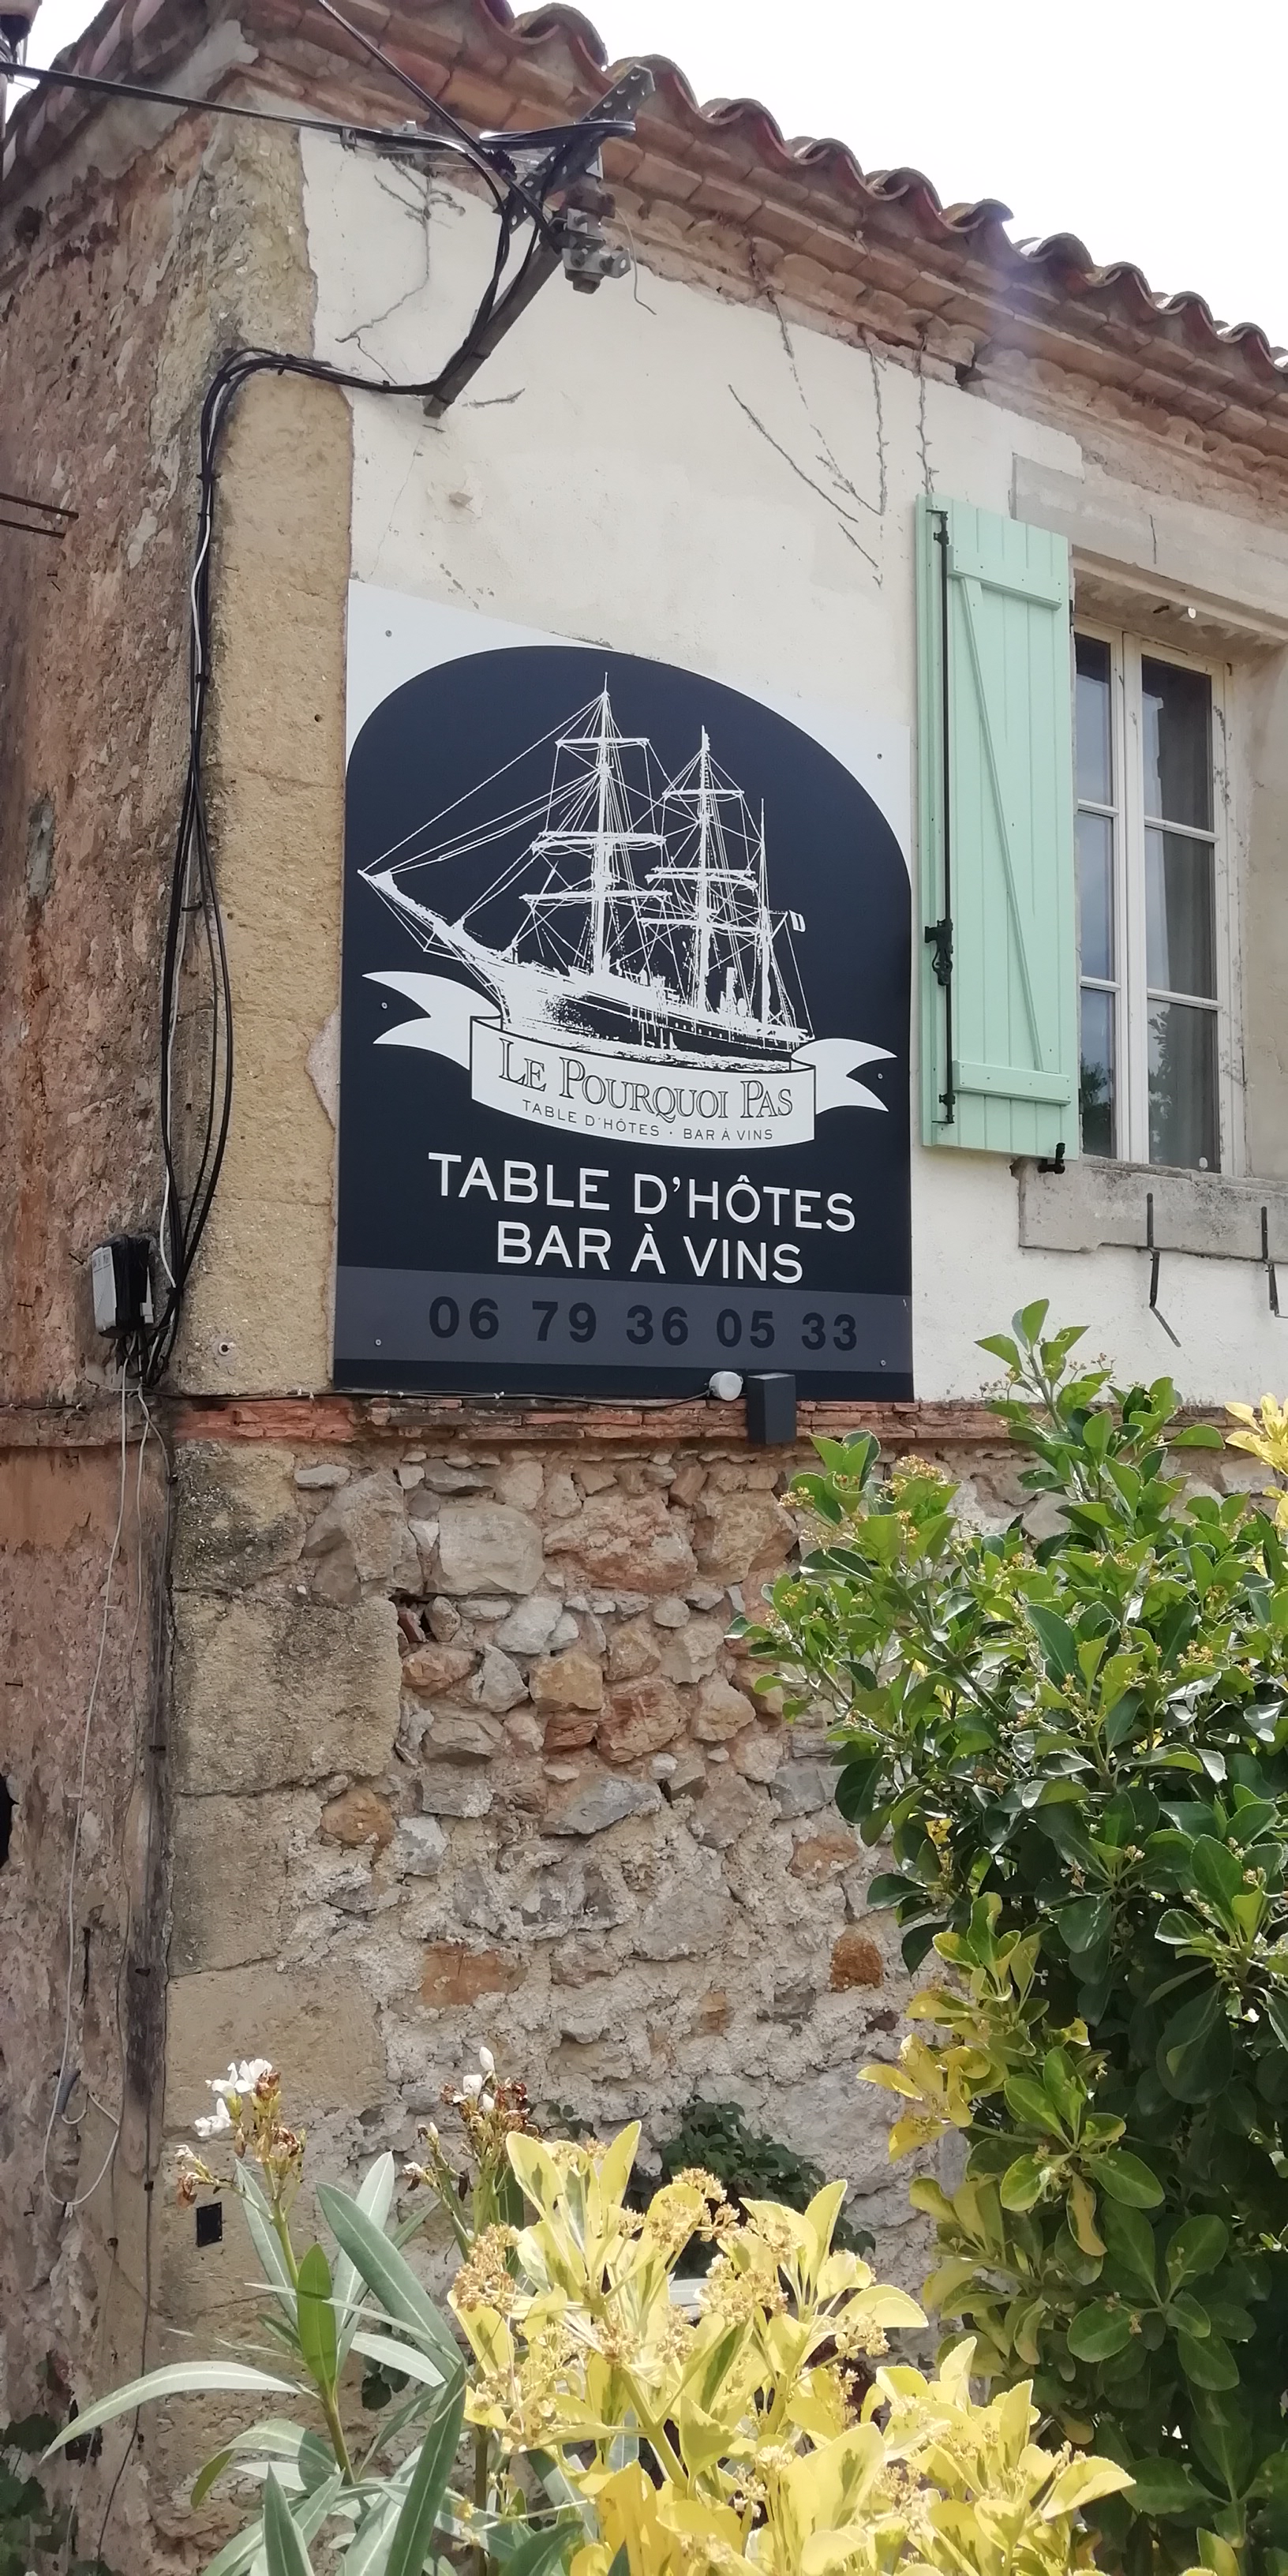 LE POURQUOI PAS
TABLE D'HÔTES · BAR À VINS
TABLE D'HÔTES
BAR À VINS
06 79 36 05 33